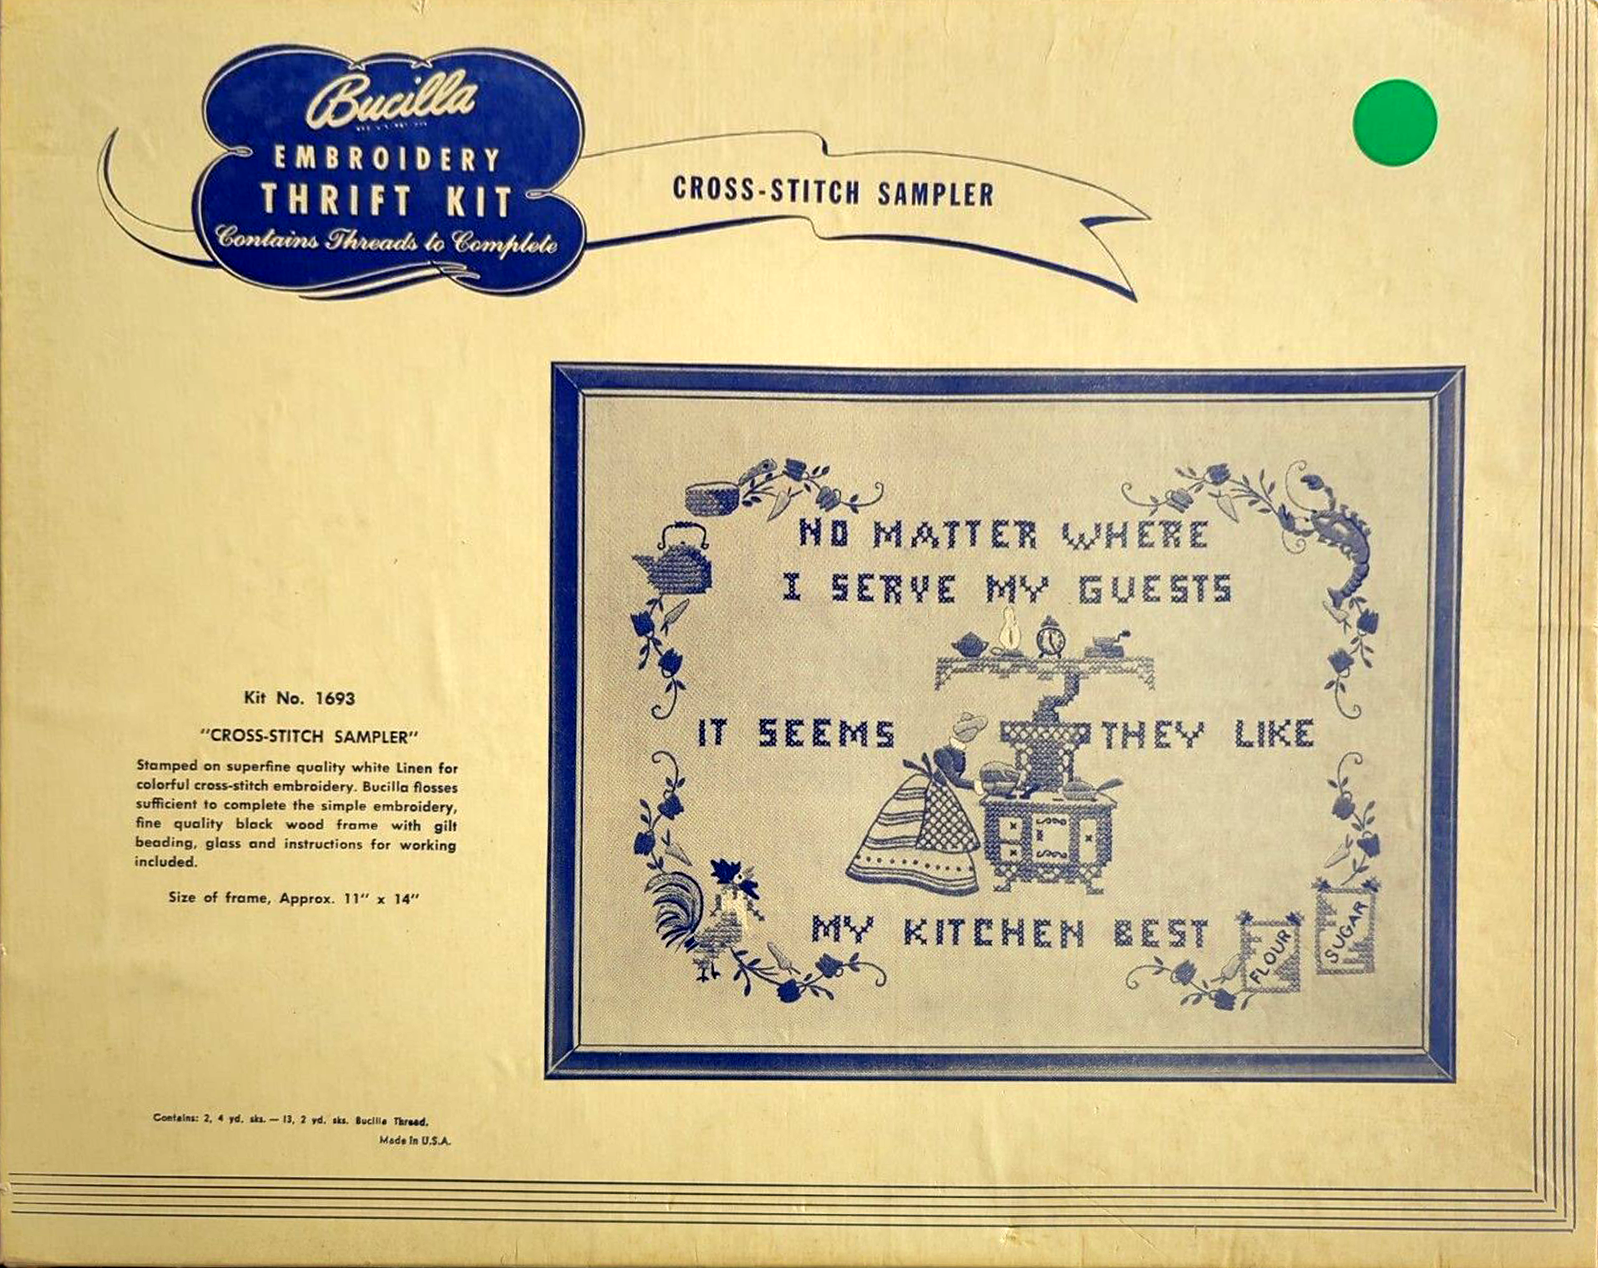 Bucilla
EMBROIDERY
THRIFT KIT
Contains Threads to Complete
CROSS-STITCH SAMPLER
NO MATTER WHERE
I SERVE MY GUESTS
IT SEEMS THEY LIKE
MY KITCHEN BEST
FLOUR
SUGAR
Kit No. 1693
"CROSS-STITCH SAMPLER"
Stamped on superfine quality white Linen for
colorful cross-stitch embroidery. Bucilla flosses
sufficient to complete the simple embroidery,
fine quality black wood frame with gilt
beading, glass and instructions for working
included.
Size of frame, Approx. 11" x 14"
Contains: 2, 4 yd. sks. — 13, 2 yd. sks. Bucilla Thread.
Made in U.S.A.